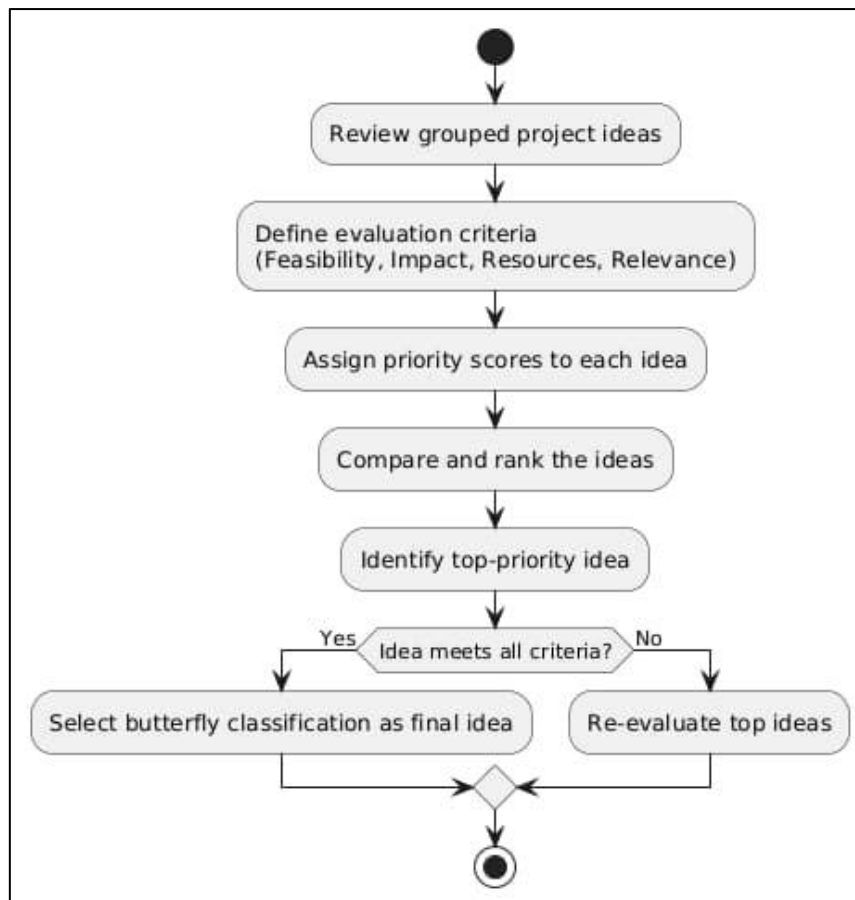 Review grouped project ideas
Define evaluation criteria
(Feasibility, Impact, Resources, Relevance)
Assign priority scores to each idea
Compare and rank the ideas
Identify top-priority idea
Yes
Idea meets all criteria?
No
Select butterfly classification as final idea
Re-evaluate top ideas